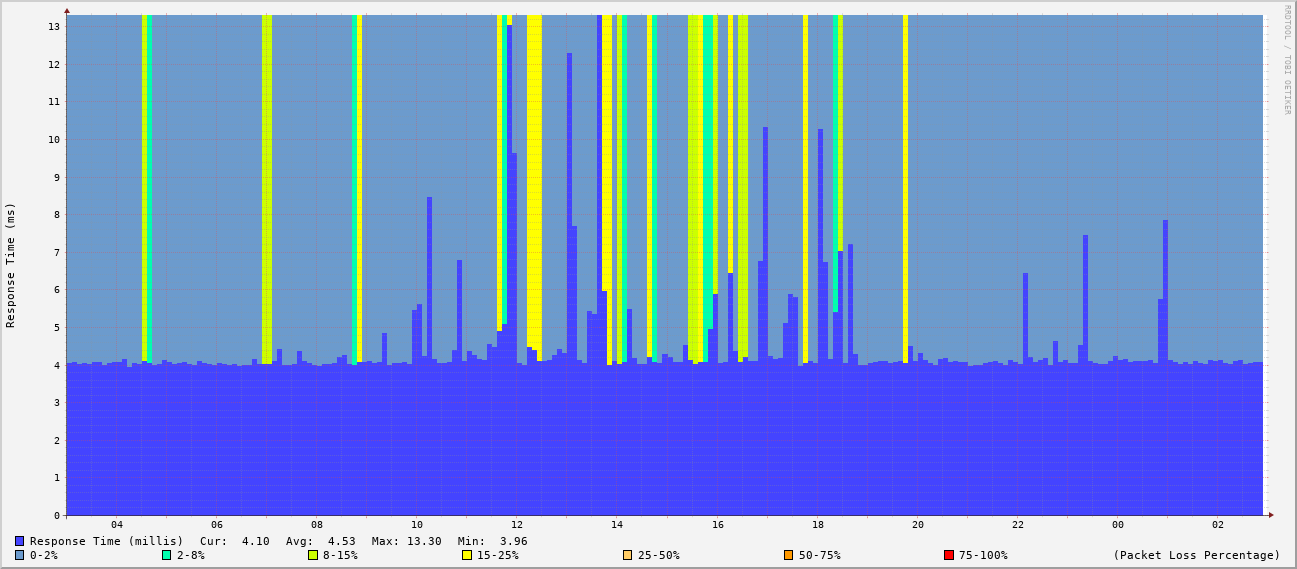 RRDTOOL / TOBI OETIKER
Response Time (ms)
13
12
11
10
9
8
7
6
5
4
3
2
1
0
04 06 08 10 12 14 16 18 20 22 00 02
Response Time (millis) Cur: 4.10 Avg: 4.53 Max: 13.30 Min: 3.96
0-2% 2-8% 8-15% 15-25% 25-50% 50-75% 75-100% (Packet Loss Percentage)